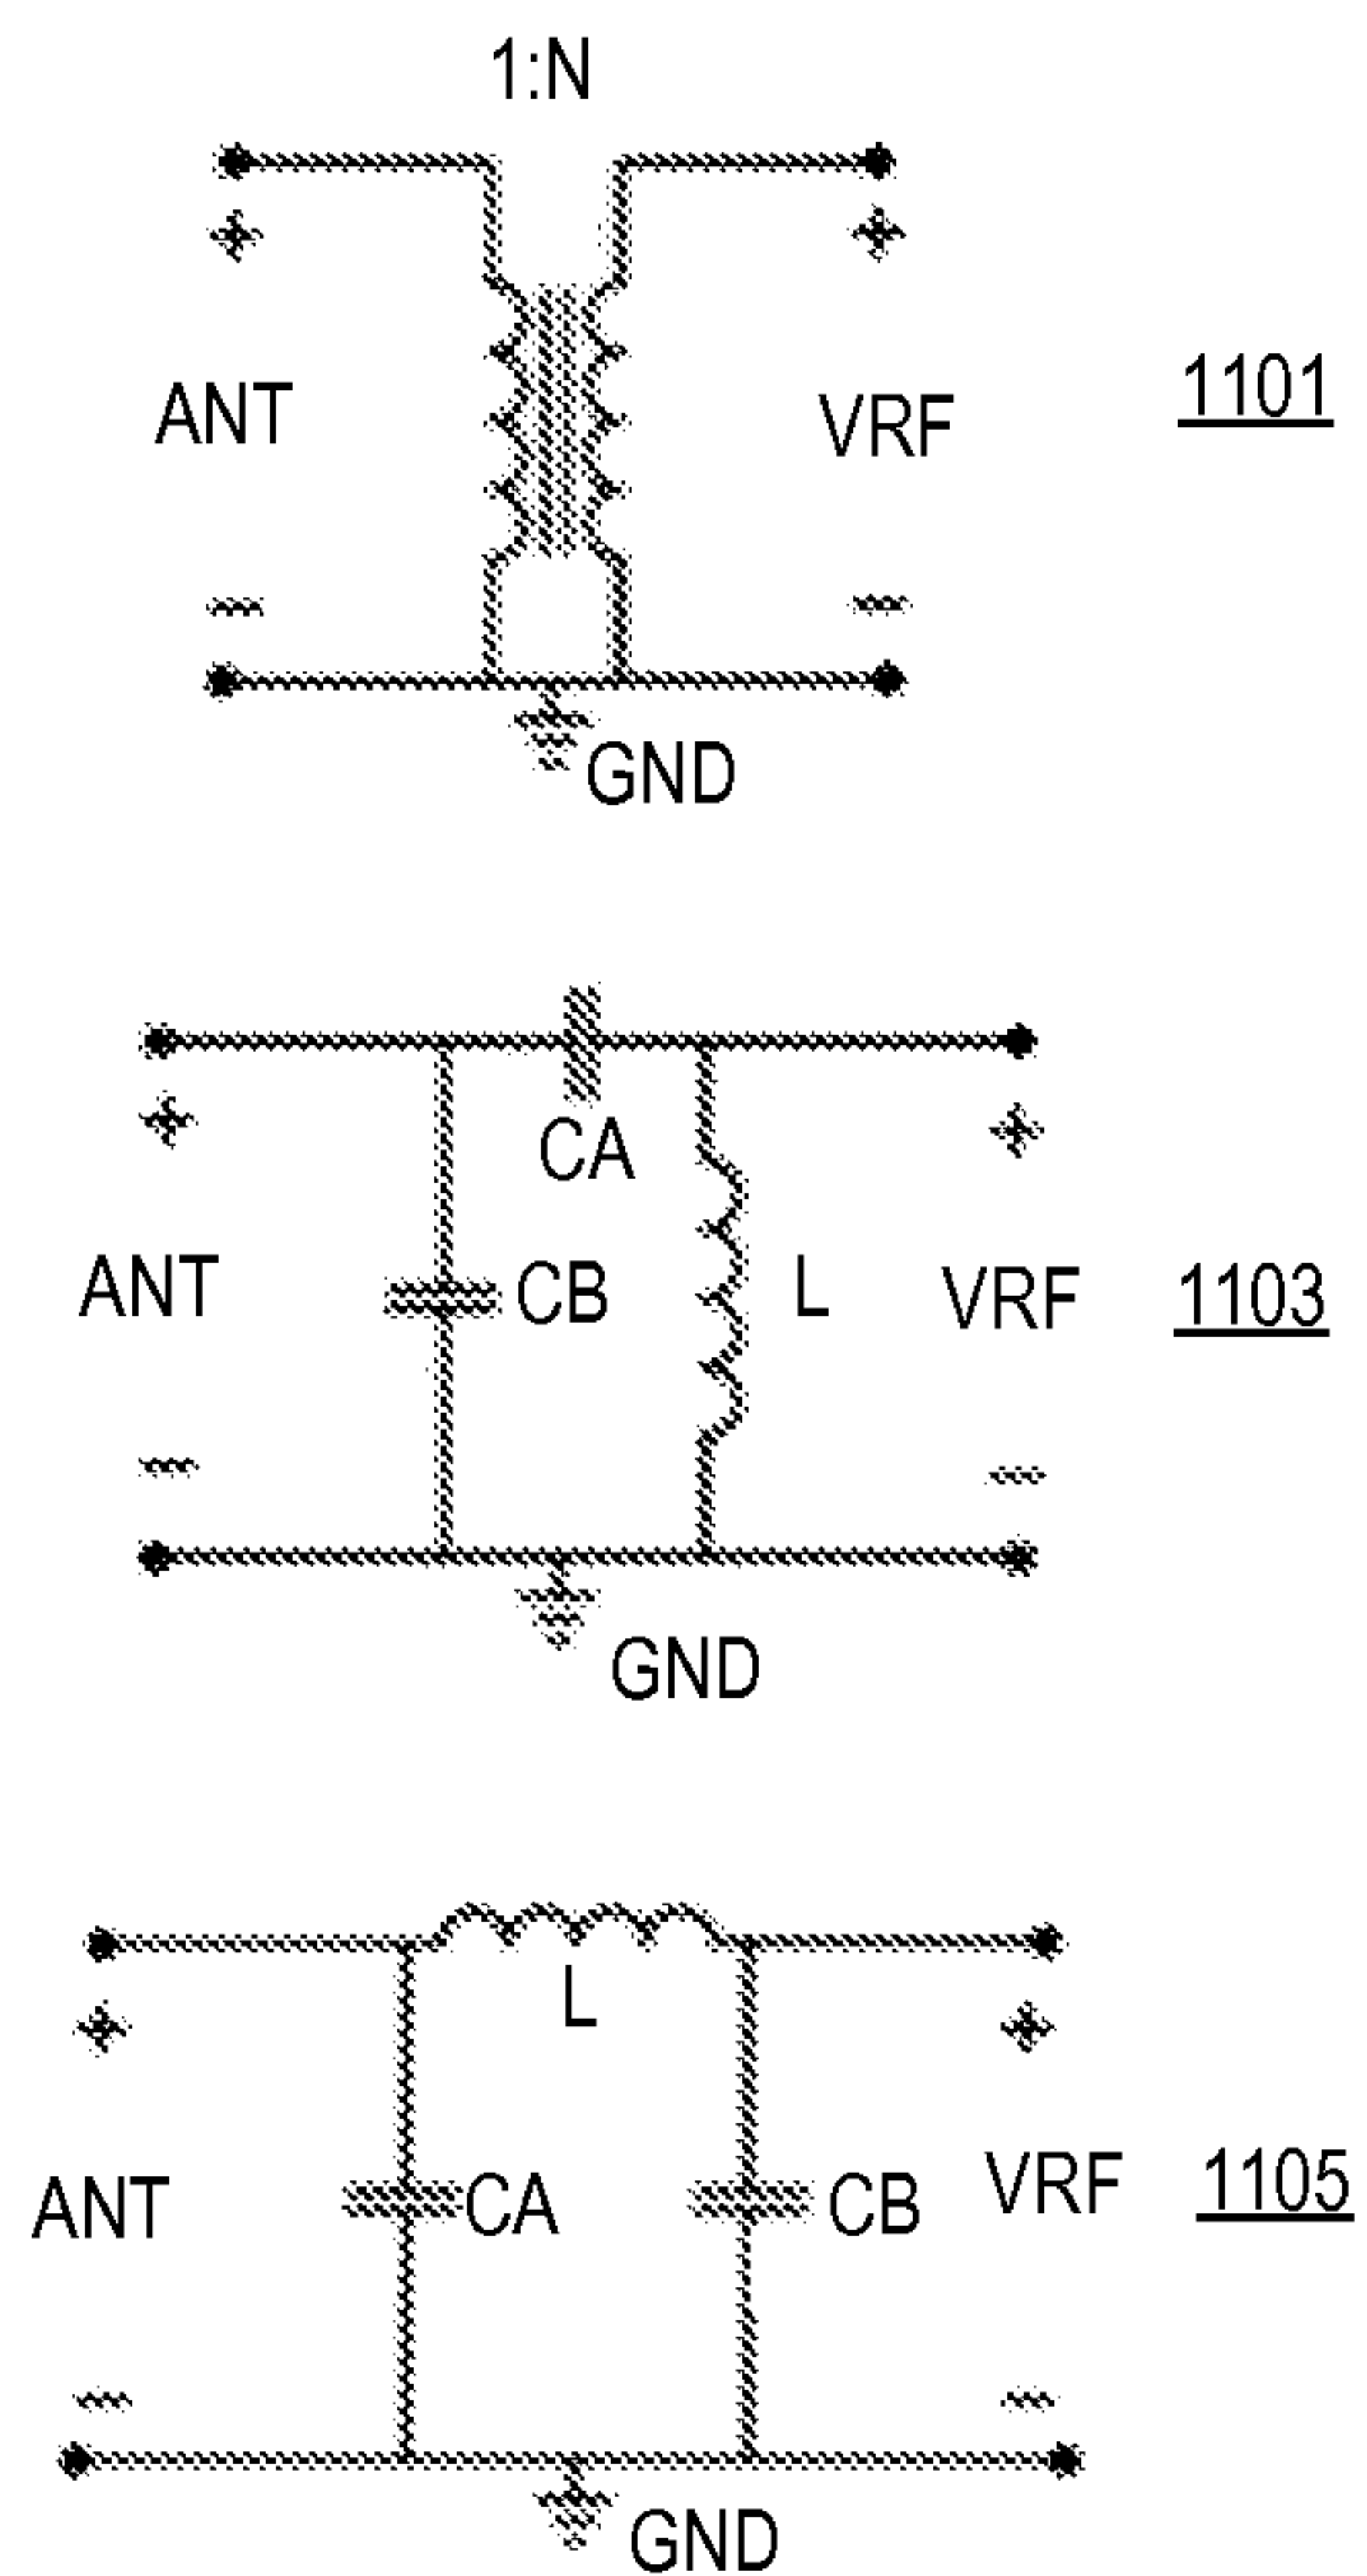 1:N
+ +
ANT VRF 1101
- -
GND
CA
+ +
ANT CB L VRF 1103
- -
GND
L
+ +
ANT CA CB VRF 1105
- -
GND